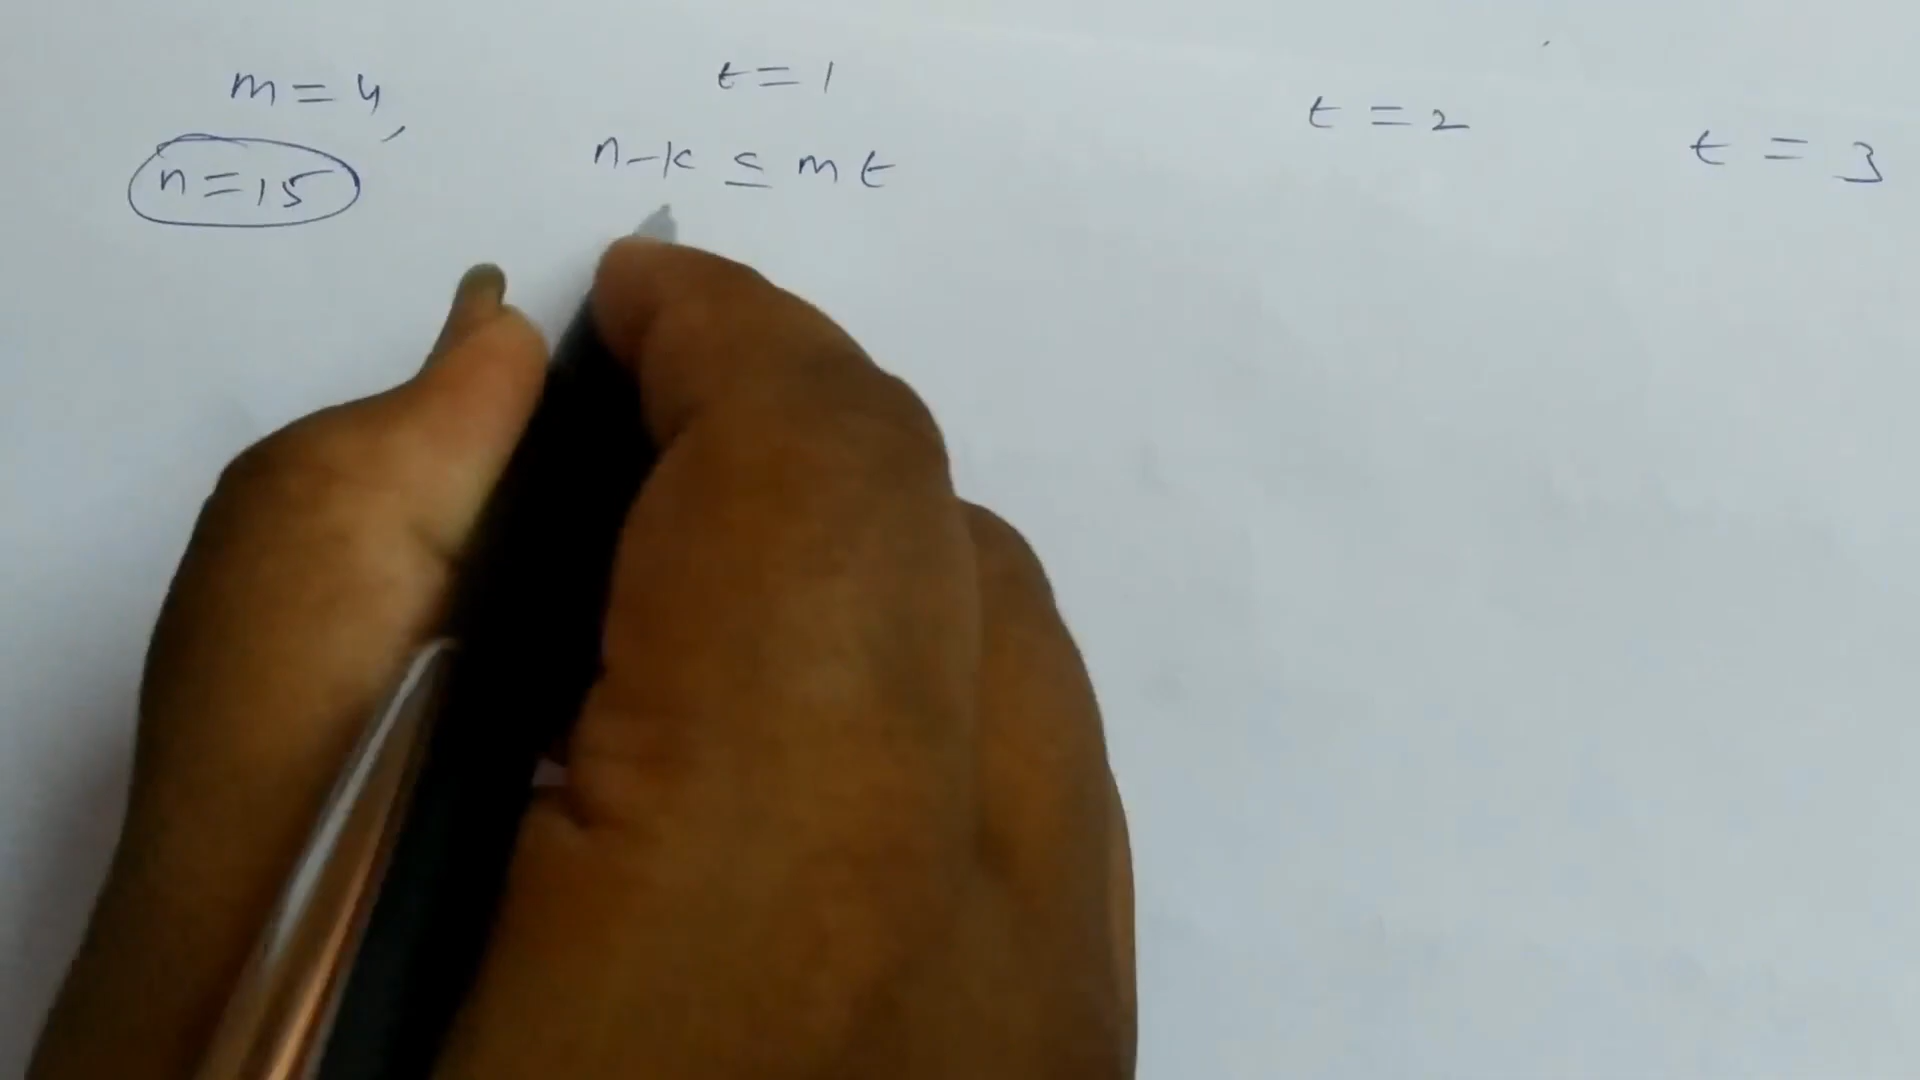 m = 4,
n = 15
t = 1
n-k ≤ mt
t = 2
t = 3